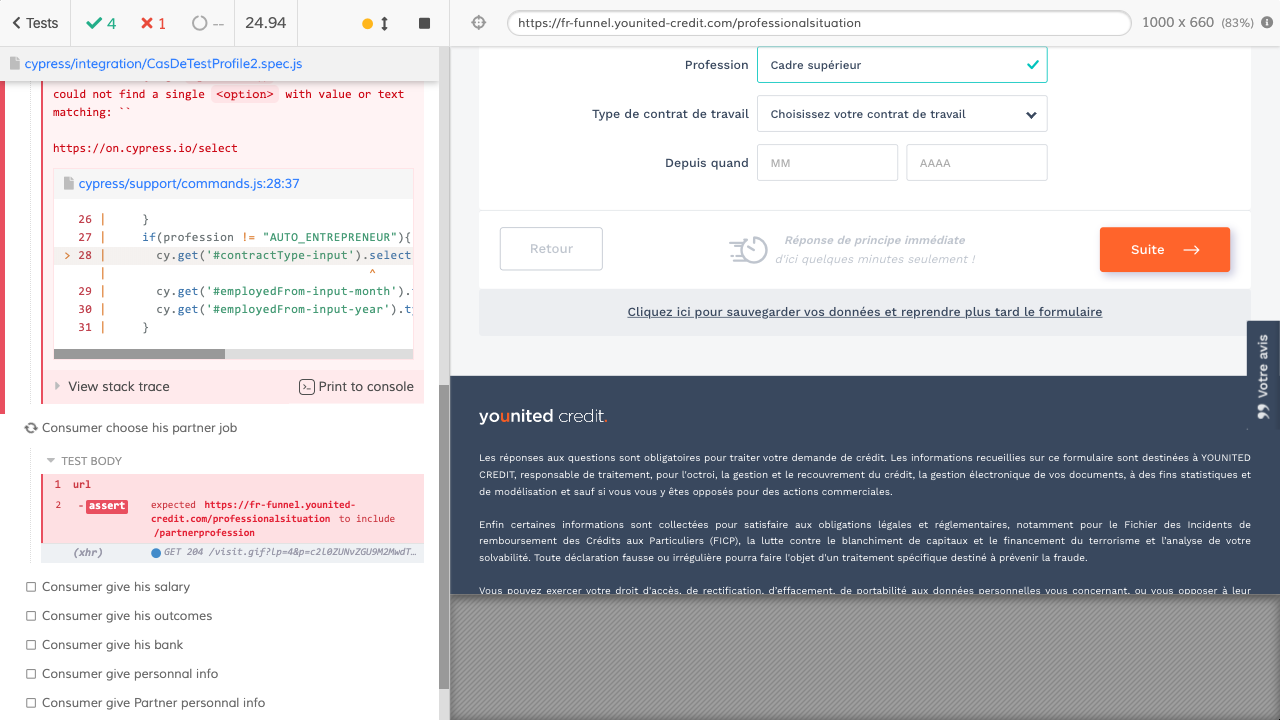 Tests
4
1
--
24.94
https://fr-funnel.younited-credit.com/professionalsituation
1000 x 660 (83%)
cypress/integration/CasDeTestProfile2.spec.js
could not find a single <option> with value or text
matching: ``
https://on.cypress.io/select
cypress/support/commands.js:28:37
26 | }
27 | if(profession != "AUTO_ENTREPRENEUR"){
> 28 | cy.get('#contractType-input').select
| ^
29 | cy.get('#employedFrom-input-month').
30 | cy.get('#employedFrom-input-year').t
31 | }
View stack trace
Print to console
Consumer choose his partner job
TEST BODY
1 url
2 - assert expected https://fr-funnel.younited-
credit.com/professionalsituation to include
/partnerprofession
(xhr) GET 204 /visit.gif?lp=4&p=c2l0ZUNvZGU9M2MwdT…
Consumer give his salary
Consumer give his outcomes
Consumer give his bank
Consumer give personnal info
Consumer give Partner personnal info
Profession
Cadre supérieur
Type de contrat de travail
Choisissez votre contrat de travail
Depuis quand
MM
AAAA
Retour
Réponse de principe immédiate
d'ici quelques minutes seulement !
Suite
Cliquez ici pour sauvegarder vos données et reprendre plus tard le formulaire
Votre avis
younited credit.
Les réponses aux questions sont obligatoires pour traiter votre demande de crédit. Les informations recueillies sur ce formulaire sont destinées à YOUNITED
CREDIT, responsable de traitement, pour l'octroi, la gestion et le recouvrement du crédit, la gestion électronique de vos documents, à des fins statistiques et
de modélisation et sauf si vous vous y êtes opposés pour des actions commerciales.
Enfin certaines informations sont collectées pour satisfaire aux obligations légales et réglementaires, notamment pour le Fichier des Incidents de
remboursement des Crédits aux Particuliers (FICP), la lutte contre le blanchiment de capitaux et le financement du terrorisme et l'analyse de votre
solvabilité. Toute déclaration fausse ou irrégulière pourra faire l'objet d'un traitement spécifique destiné à prévenir la fraude.
Vous pouvez exercer votre droit d'accès, de rectification, d'effacement, de portabilité aux données personnelles vous concernant, ou vous opposer à leur